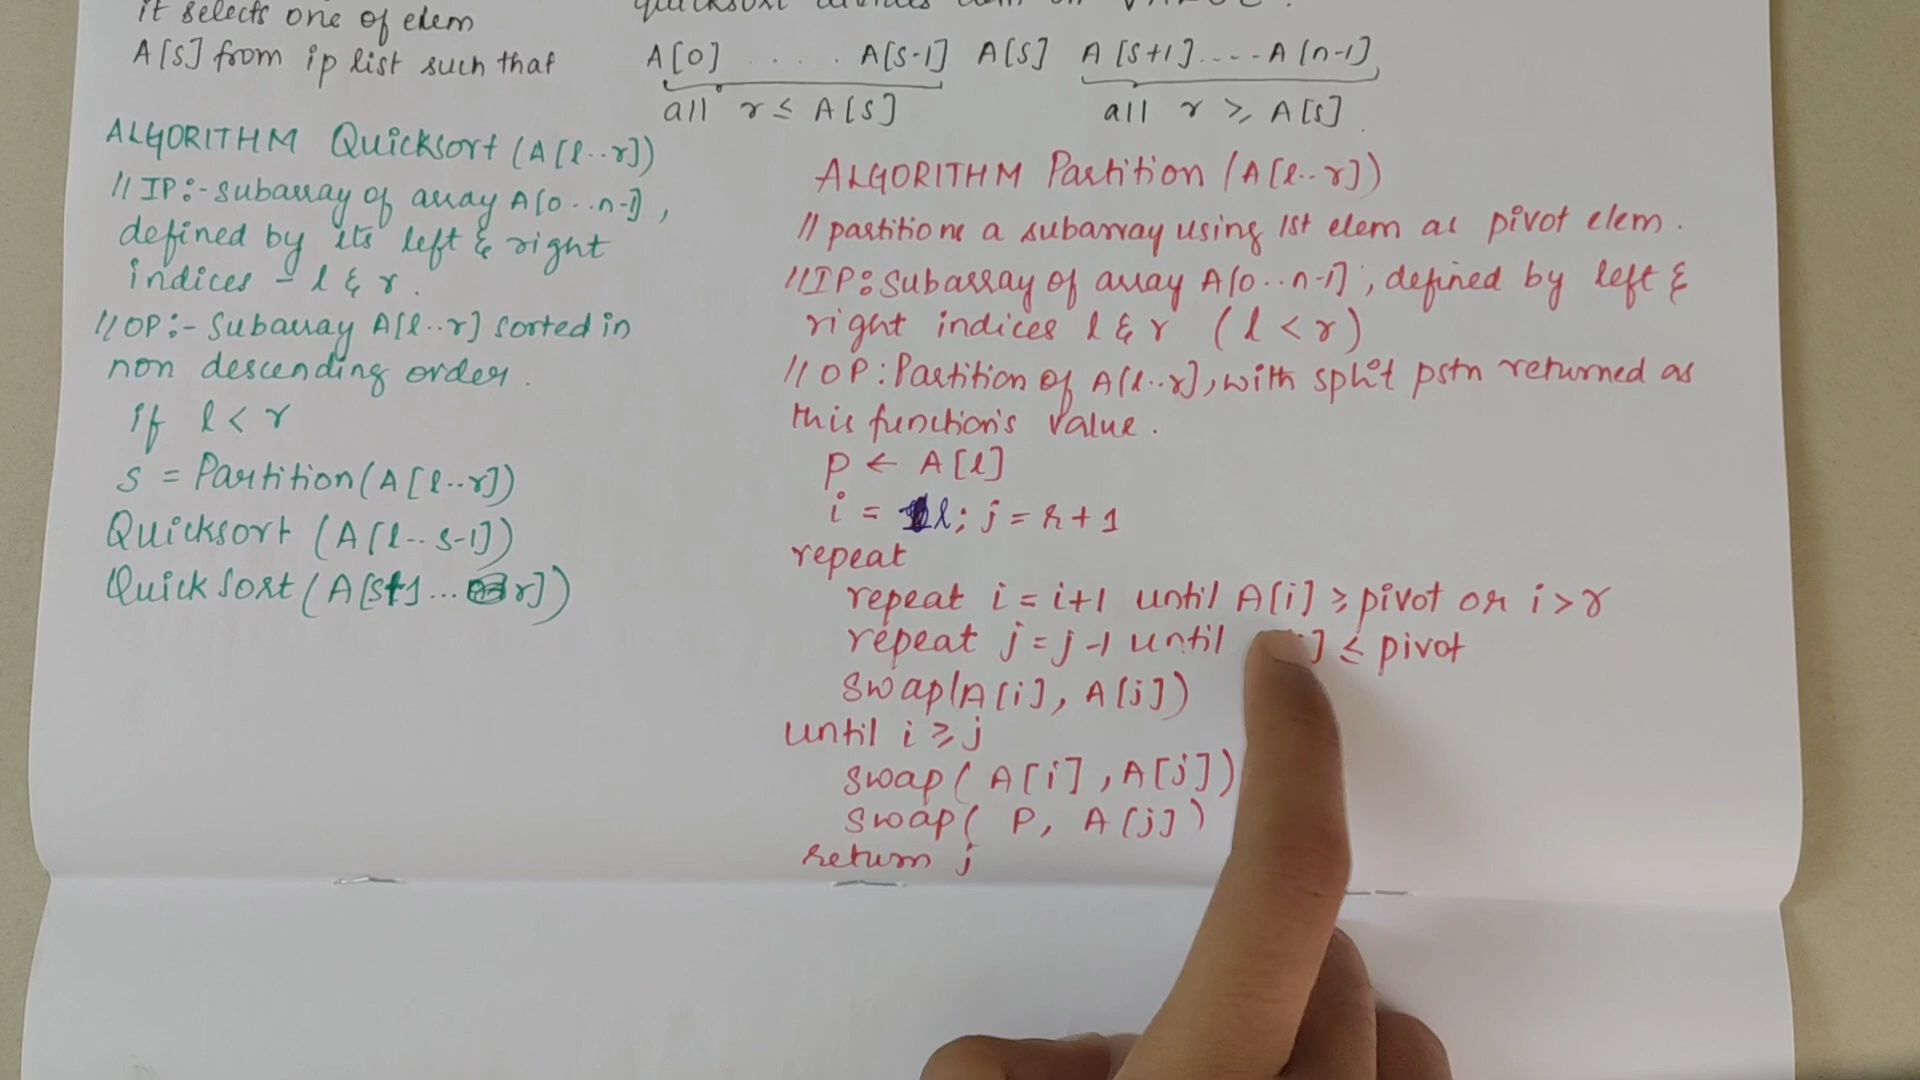 it selects one of elem
A[S] from ip list such that
A[0] .... A[S-1] A[S] A[S+1]....A[n-1]
all r ≤ A[S] all r ≥ A[S].
ALGORITHM Quicksort (A[l..r])
// IP:- subarray of array A[0..n-1],
defined by its left & right
indices - l & r.
// OP:- Subarray A[l..r] sorted in
non descending order.
if l < r
s = Partition(A[l..r])
Quicksort (A[l..s-1])
QuickSort (A[s+1... r])
ALGORITHM Partition (A[l..r])
// partitions a subarray using 1st elem as pivot elem.
// IP: Subarray of array A[0..n-1], defined by left &
right indices l & r (l < r)
// OP: Partition of A[l..r], with split pstn returned as
this function's value.
p ← A[l]
i = l; j = r+1
repeat
repeat i = i+1 until A[i] ≥ pivot or i > r
repeat j = j-1 until ] ≤ pivot
swap(A[i], A[j])
until i ≥ j
swap( A[i], A[j])
swap( P, A[j])
return j